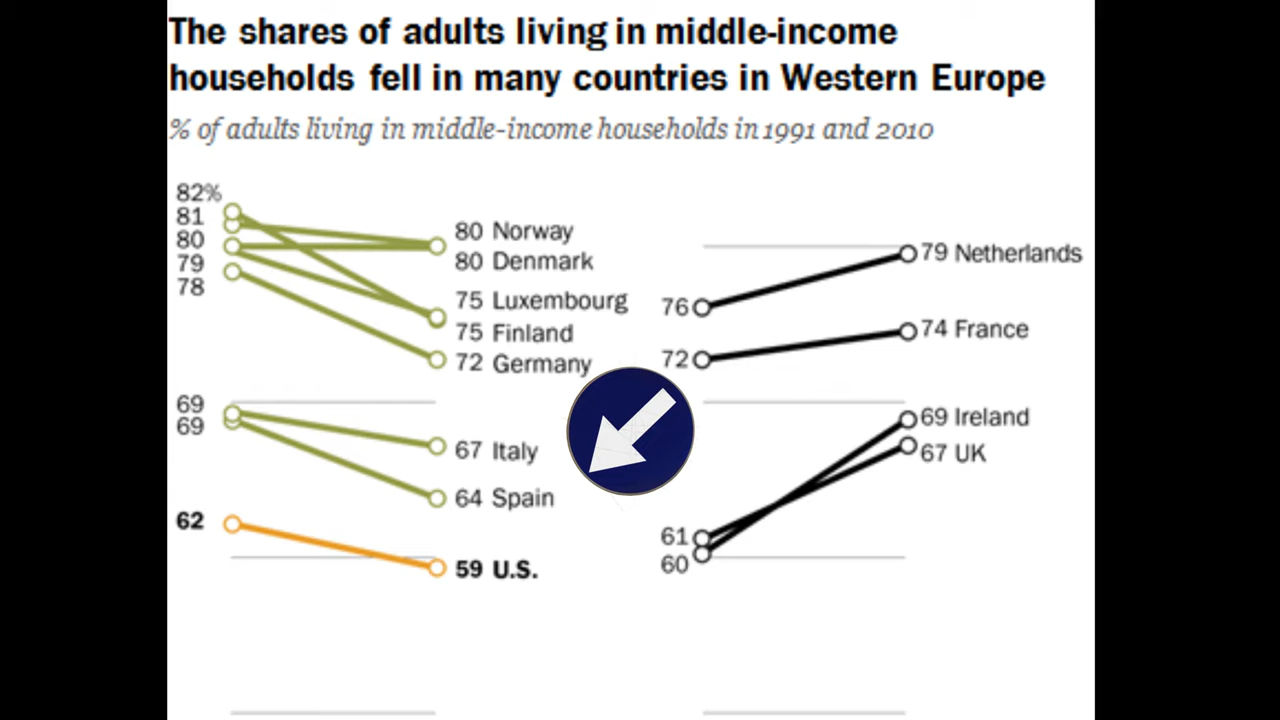 The shares of adults living in middle-income
households fell in many countries in Western Europe
% of adults living in middle-income households in 1991 and 2010
82%
81
80
79
78
80 Norway
80 Denmark
75 Luxembourg
75 Finland
72 Germany
69
69
67 Italy
64 Spain
62
59 U.S.
76
79 Netherlands
72
74 France
69 Ireland
67 UK
61
60